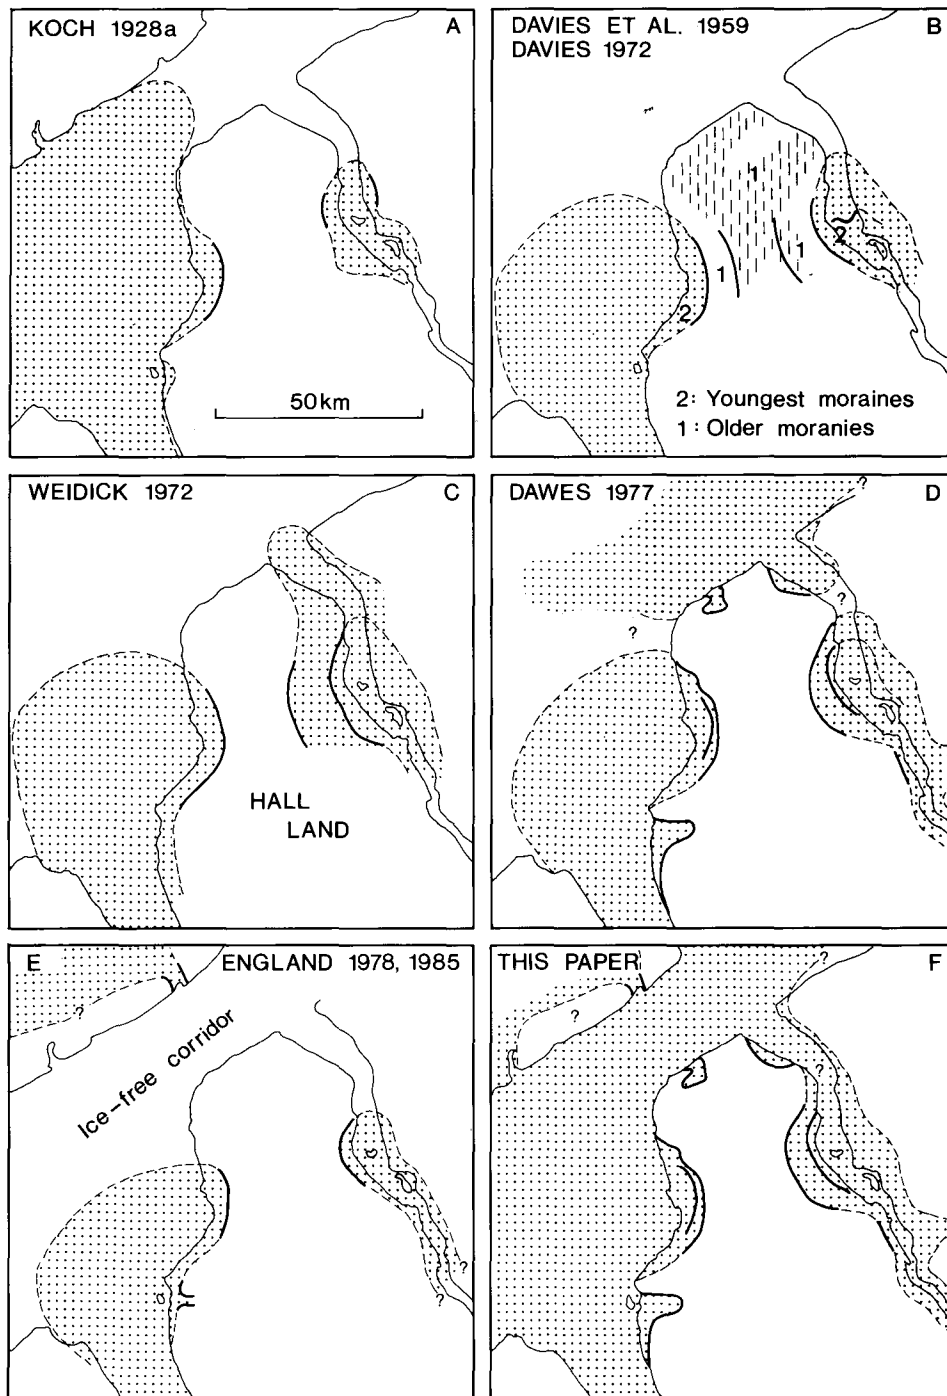 KOCH 1928a
A
50km
DAVIES ET AL. 1959
B
DAVIES 1972
1
1
1
2
2
2: Youngest moraines
1: Older moranies
WEIDICK 1972
C
HALL
LAND
DAWES 1977
D
?
?
?
E
ENGLAND 1978, 1985
?
Ice-free corridor
?
?
THIS PAPER
F
?
?
?